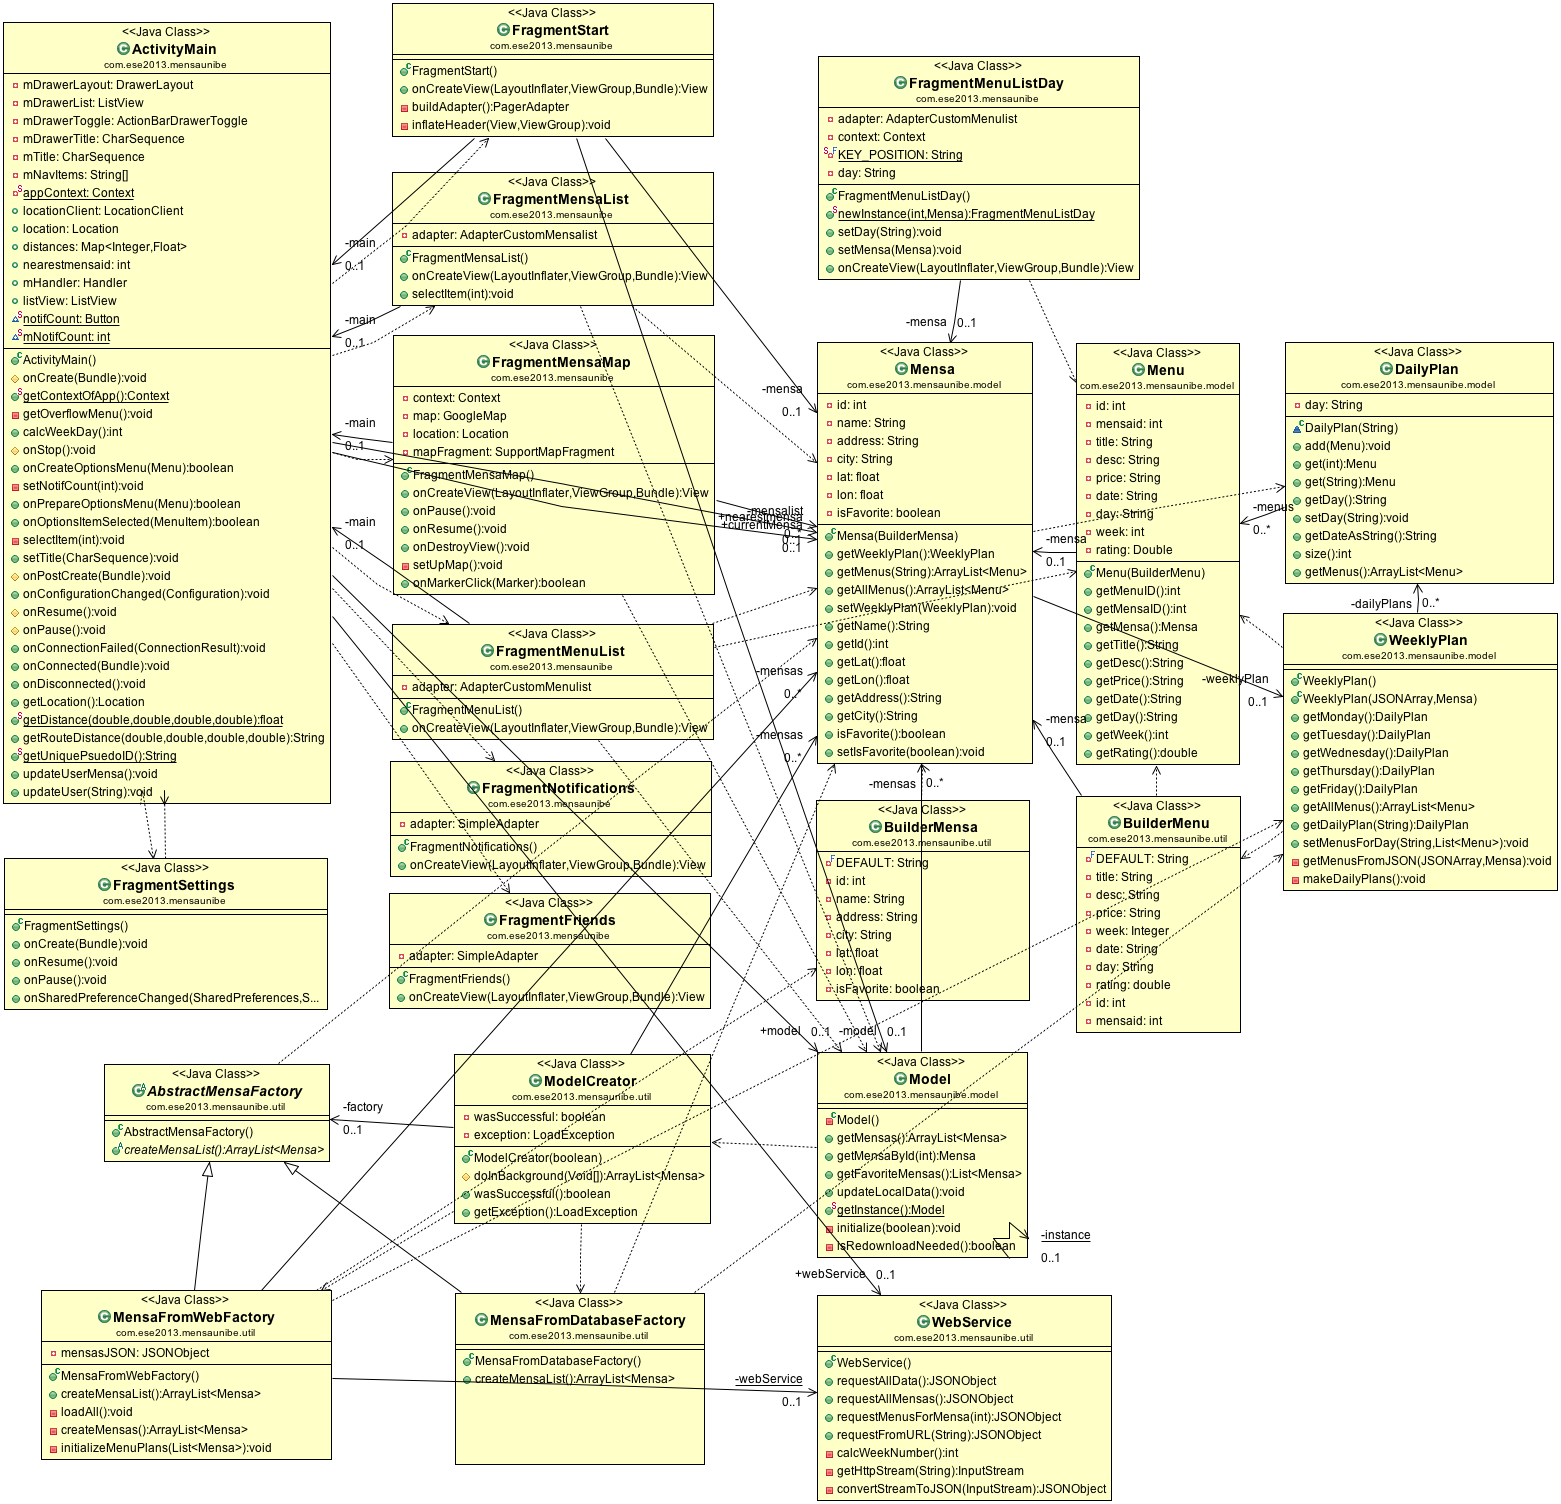 <<Java Class>>
ActivityMain
com.ese2013.mensaunibe
mDrawerLayout: DrawerLayout
mDrawerList: ListView
mDrawerToggle: ActionBarDrawerToggle
mDrawerTitle: CharSequence
mTitle: CharSequence
mNavItems: String[]
appContext: Context
locationClient: LocationClient
location: Location
distances: Map<Integer,Float>
nearestmensaid: int
mHandler: Handler
listView: ListView
notifCount: Button
mNotifCount: int
ActivityMain()
onCreate(Bundle):void
getContextOfApp():Context
getOverflowMenu():void
calcWeekDay():int
onStop():void
onCreateOptionsMenu(Menu):boolean
setNotifCount(int):void
onPrepareOptionsMenu(Menu):boolean
onOptionsItemSelected(MenuItem):boolean
selectItem(int):void
setTitle(CharSequence):void
onPostCreate(Bundle):void
onConfigurationChanged(Configuration):void
onResume():void
onPause():void
onConnectionFailed(ConnectionResult):void
onConnected(Bundle):void
onDisconnected():void
getLocation():Location
getDistance(double,double,double,double):float
getRouteDistance(double,double,double,double):String
getUniquePsuedoID():String
updateUserMensa():void
updateUser(String):void
<<Java Class>>
FragmentSettings
com.ese2013.mensaunibe
FragmentSettings()
onCreate(Bundle):void
onResume():void
onPause():void
onSharedPreferenceChanged(SharedPreferences,S...
<<Java Class>>
AbstractMensaFactory
com.ese2013.mensaunibe.util
AbstractMensaFactory()
createMensaList():ArrayList<Mensa>
<<Java Class>>
MensaFromWebFactory
com.ese2013.mensaunibe.util
mensasJSON: JSONObject
MensaFromWebFactory()
createMensaList():ArrayList<Mensa>
loadAll():void
createMensas():ArrayList<Mensa>
initializeMenuPlans(List<Mensa>):void
<<Java Class>>
FragmentStart
com.ese2013.mensaunibe
FragmentStart()
onCreateView(LayoutInflater,ViewGroup,Bundle):View
buildAdapter():PagerAdapter
inflateHeader(View,ViewGroup):void
-main
0..1
<<Java Class>>
FragmentMensaList
com.ese2013.mensaunibe
adapter: AdapterCustomMensalist
FragmentMensaList()
onCreateView(LayoutInflater,ViewGroup,Bundle):View
selectItem(int):void
-main
0..1
<<Java Class>>
FragmentMensaMap
com.ese2013.mensaunibe
context: Context
map: GoogleMap
location: Location
mapFragment: SupportMapFragment
FragmentMensaMap()
onCreateView(LayoutInflater,ViewGroup,Bundle):View
onPause():void
onResume():void
onDestroyView():void
setUpMap():void
onMarkerClick(Marker):boolean
-main
0..1
-main
0..1
<<Java Class>>
FragmentMenuList
com.ese2013.mensaunibe
adapter: AdapterCustomMenulist
FragmentMenuList()
onCreateView(LayoutInflater,ViewGroup,Bundle):View
<<Java Class>>
FragmentNotifications
com.ese2013.mensaunibe
adapter: SimpleAdapter
FragmentNotifications()
onCreateView(LayoutInflater,ViewGroup,Bundle):View
<<Java Class>>
FragmentFriends
com.ese2013.mensaunibe
adapter: SimpleAdapter
FragmentFriends()
onCreateView(LayoutInflater,ViewGroup,Bundle):View
<<Java Class>>
ModelCreator
com.ese2013.mensaunibe.util
wasSuccessful: boolean
exception: LoadException
ModelCreator(boolean)
doInBackground(Void[]):ArrayList<Mensa>
wasSuccessful():boolean
getException():LoadException
-factory
0..1
<<Java Class>>
MensaFromDatabaseFactory
com.ese2013.mensaunibe.util
MensaFromDatabaseFactory()
createMensaList():ArrayList<Mensa>
-webService
0..1
<<Java Class>>
FragmentMenuListDay
com.ese2013.mensaunibe
adapter: AdapterCustomMenulist
context: Context
KEY_POSITION: String
day: String
FragmentMenuListDay()
newInstance(int,Mensa):FragmentMenuListDay
setDay(String):void
setMensa(Mensa):void
onCreateView(LayoutInflater,ViewGroup,Bundle):View
-mensa
0..1
-mensa
0..1
-mensalist
0..*
+nearestmensa
0..1
+currentMensa
0..1
-mensas
0..*
-mensas
0..*
<<Java Class>>
Mensa
com.ese2013.mensaunibe.model
id: int
name: String
address: String
city: String
lat: float
lon: float
isFavorite: boolean
Mensa(BuilderMensa)
getWeeklyPlan():WeeklyPlan
getMenus(String):ArrayList<Menu>
getAllMenus():ArrayList<Menu>
setWeeklyPlan(WeeklyPlan):void
getName():String
getId():int
getLat():float
getLon():float
getAddress():String
getCity():String
isFavorite():boolean
setIsFavorite(boolean):void
-mensas
0..*
<<Java Class>>
BuilderMensa
com.ese2013.mensaunibe.util
DEFAULT: String
id: int
name: String
address: String
city: String
lat: float
lon: float
isFavorite: boolean
+model
0..1
-model
0..1
<<Java Class>>
Model
com.ese2013.mensaunibe.model
Model()
getMensas():ArrayList<Mensa>
getMensaById(int):Mensa
getFavoriteMensas():List<Mensa>
updateLocalData():void
getInstance():Model
initialize(boolean):void
isRedownloadNeeded():boolean
-instance
0..1
+webService
0..1
<<Java Class>>
WebService
com.ese2013.mensaunibe.util
WebService()
requestAllData():JSONObject
requestAllMensas():JSONObject
requestMenusForMensa(int):JSONObject
requestFromURL(String):JSONObject
calcWeekNumber():int
getHttpStream(String):InputStream
convertStreamToJSON(InputStream):JSONObject
<<Java Class>>
Menu
com.ese2013.mensaunibe.model
id: int
mensaid: int
title: String
desc: String
price: String
date: String
day: String
week: int
rating: Double
Menu(BuilderMenu)
getMenuID():int
getMensaID():int
getMensa():Mensa
getTitle():String
getDesc():String
getPrice():String
getDate():String
getDay():String
getWeek():int
getRating():double
-mensa
0..1
-mensa
0..1
<<Java Class>>
BuilderMenu
com.ese2013.mensaunibe.util
DEFAULT: String
title: String
desc: String
price: String
week: Integer
date: String
day: String
rating: double
id: int
mensaid: int
<<Java Class>>
DailyPlan
com.ese2013.mensaunibe.model
day: String
DailyPlan(String)
add(Menu):void
get(int):Menu
get(String):Menu
getDay():String
setDay(String):void
getDateAsString():String
size():int
getMenus():ArrayList<Menu>
-menus
0..*
-dailyPlans
0..*
-weeklyPlan
0..1
<<Java Class>>
WeeklyPlan
com.ese2013.mensaunibe.model
WeeklyPlan()
WeeklyPlan(JSONArray,Mensa)
getMonday():DailyPlan
getTuesday():DailyPlan
getWednesday():DailyPlan
getThursday():DailyPlan
getFriday():DailyPlan
getAllMenus():ArrayList<Menu>
getDailyPlan(String):DailyPlan
setMenusForDay(String,List<Menu>):void
getMenusFromJSON(JSONArray,Mensa):void
makeDailyPlans():void